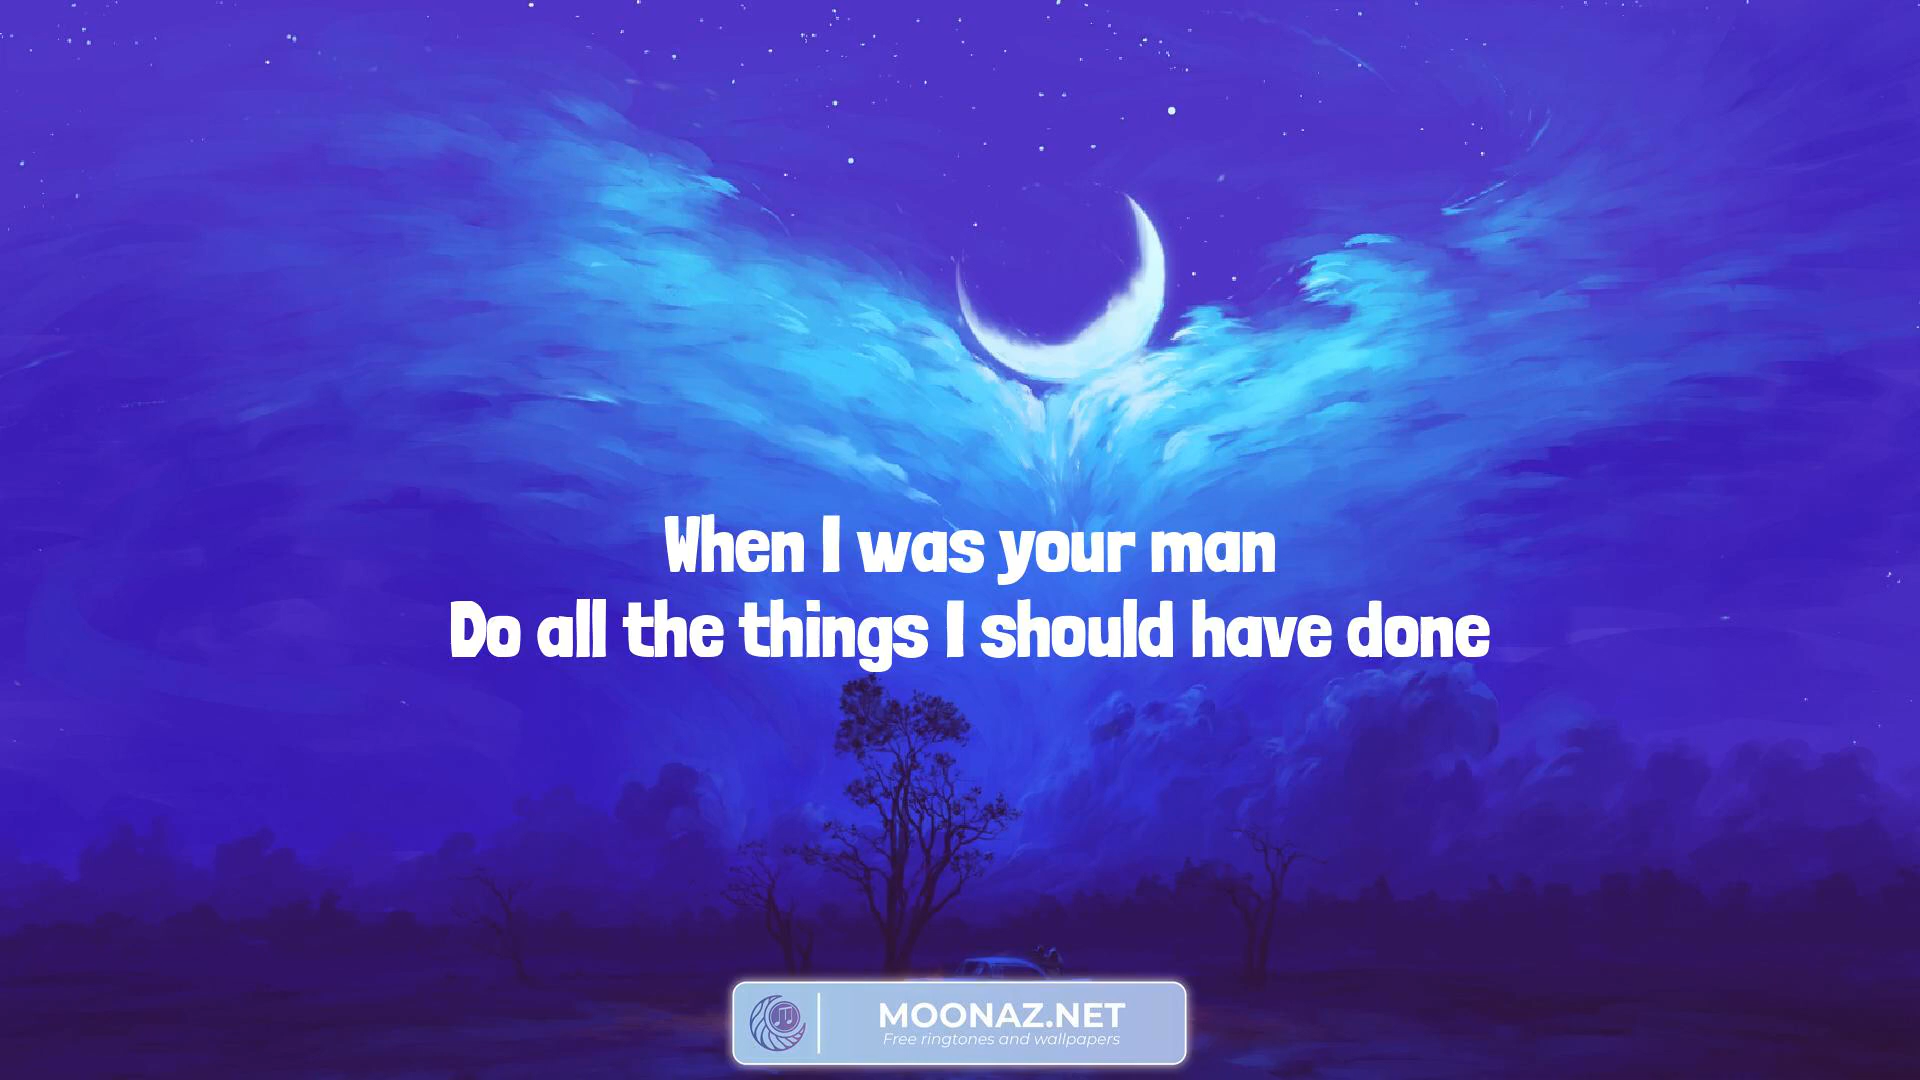 When I was your man
Do all the things I should have done
MOONAZ.NET
Free ringtones and wallpapers